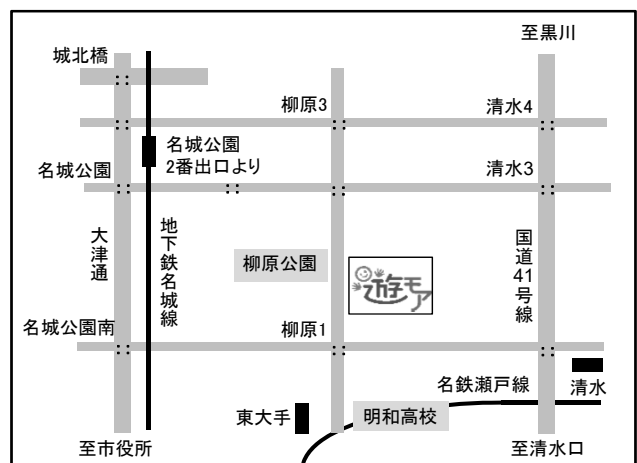 至黒川
城北橋
柳原3
清水4
名城公園
2番出口より
名城公園
清水3
大津通
地下鉄名城線
柳原公園
遊モア
国道41号線
名城公園南
柳原1
名鉄瀬戸線
清水
東大手
明和高校
至市役所
至清水口